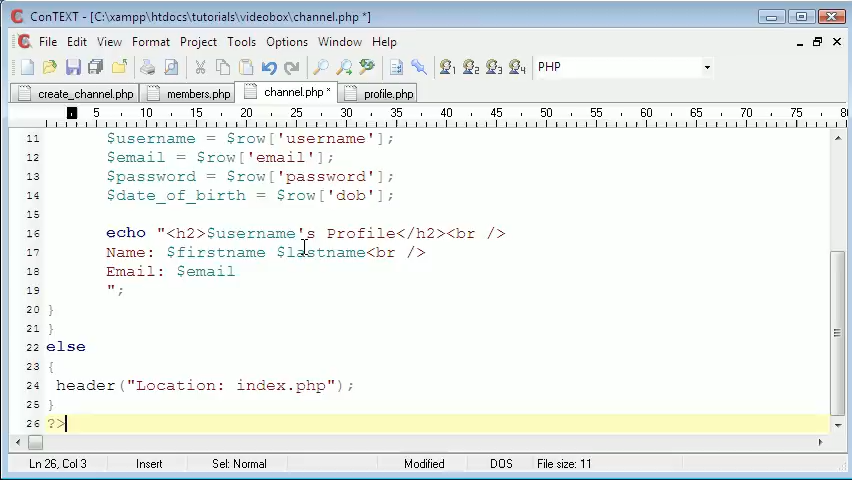 ConTEXT - [C:\xampp\htdocs\tutorials\videobox\channel.php *]
File Edit View Format Project Tools Options Window Help
1 2 3 4 PHP
create_channel.php members.php channel.php * profile.php
5 10 15 20 25 30 35 40 45 50 55 60 65 70 75 80
11 $username = $row['username'];
12 $email = $row['email'];
13 $password = $row['password'];
14 $date_of_birth = $row['dob'];
15
16 echo "<h2>$username's Profile</h2><br />
17 Name: $firstname $lastname<br />
18 Email: $email
19 ";
20 }
21 }
22 else
23 {
24 header("Location: index.php");
25 }
26 ?>
Ln 26, Col 3 Insert Sel: Normal Modified DOS File size: 11